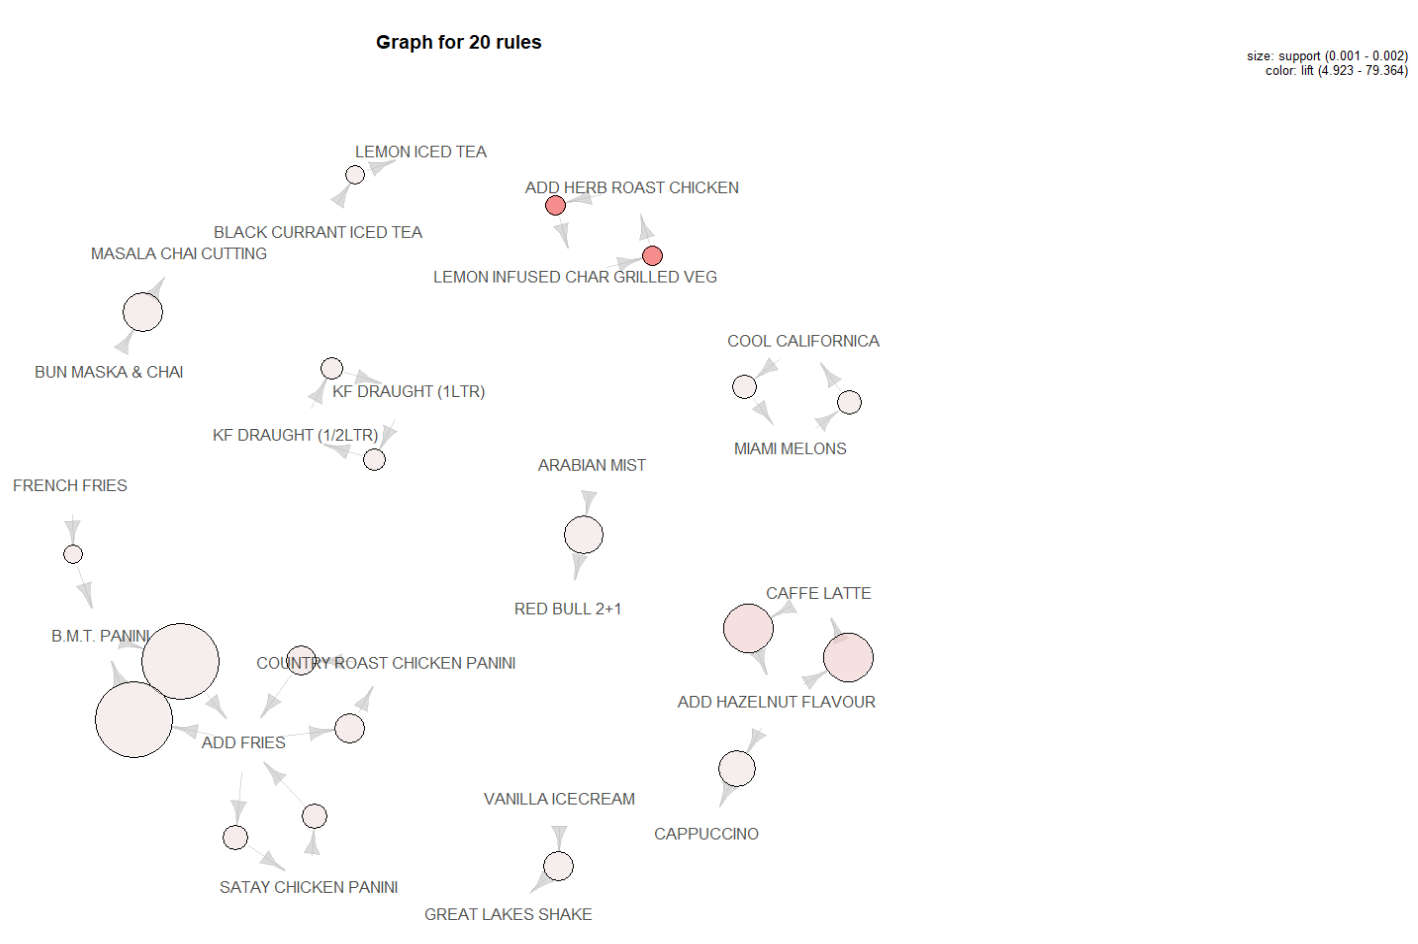 Graph for 20 rules
size: support (0.001 - 0.002)
color: lift (4.923 - 79.364)
LEMON ICED TEA
ADD HERB ROAST CHICKEN
BLACK CURRANT ICED TEA
MASALA CHAI CUTTING
LEMON INFUSED CHAR GRILLED VEG
COOL CALIFORNICA
BUN MASKA & CHAI
KF DRAUGHT (1LTR)
KF DRAUGHT (1/2LTR)
MIAMI MELONS
ARABIAN MIST
FRENCH FRIES
CAFFE LATTE
RED BULL 2+1
B.M.T. PANINI
COUNTRY ROAST CHICKEN PANINI
ADD HAZELNUT FLAVOUR
ADD FRIES
VANILLA ICECREAM
CAPPUCCINO
SATAY CHICKEN PANINI
GREAT LAKES SHAKE